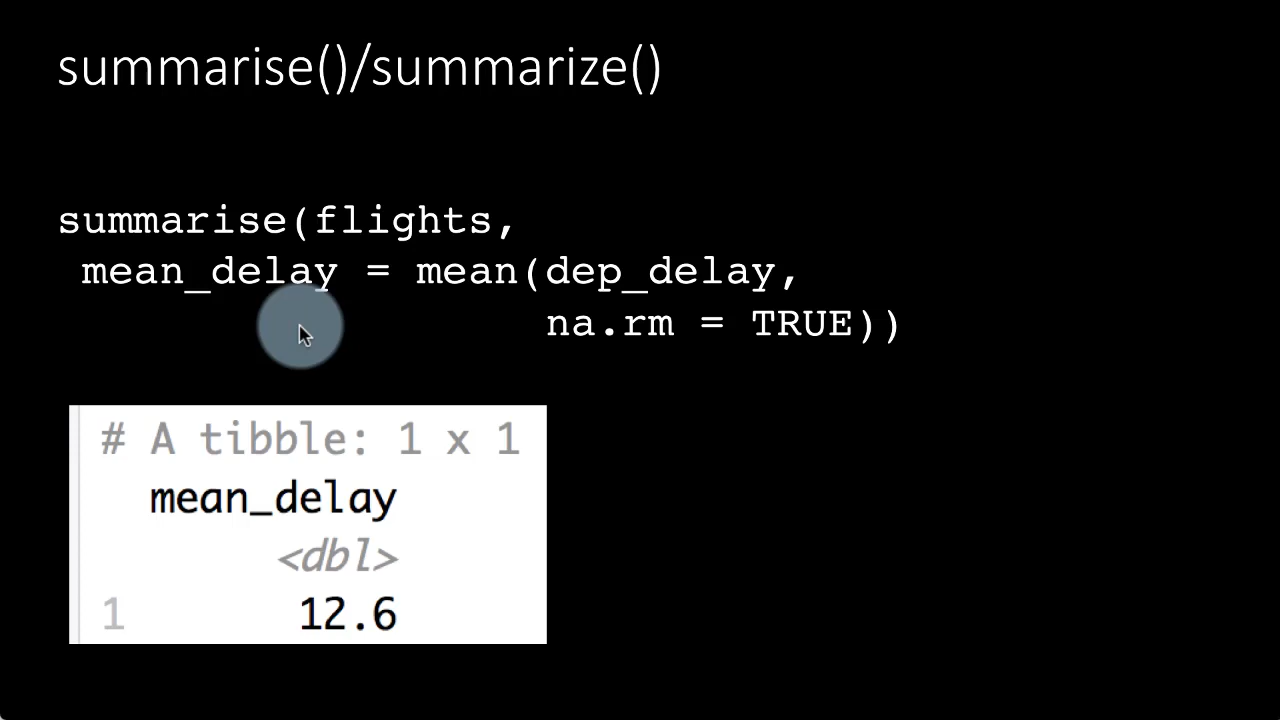 summarise()/summarize()
summarise(flights,
mean_delay = mean(dep_delay,
na.rm = TRUE))
# A tibble: 1 x 1
mean_delay
<dbl>
1 12.6